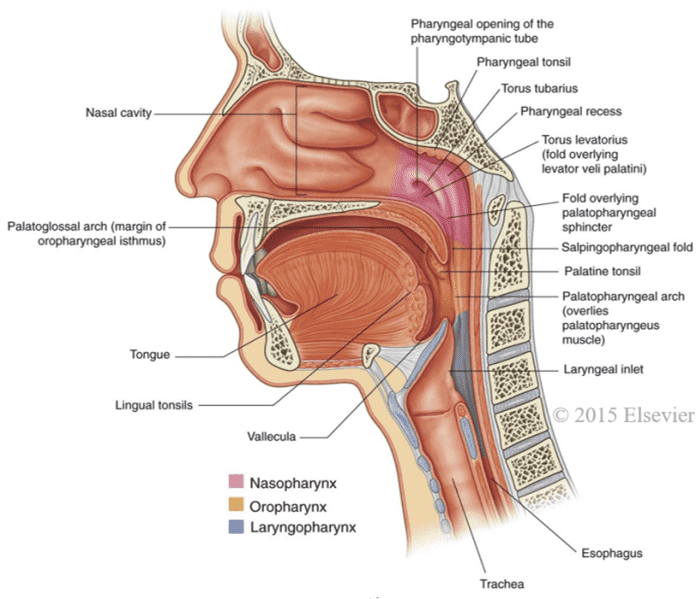 Pharyngeal opening of the
pharyngotympanic tube
Pharyngeal tonsil
Torus tubarius
Pharyngeal recess
Nasal cavity
Torus levatorius
(fold overlying
levator veli palatini)
Fold overlying
palatopharyngeal
sphincter
Palatoglossal arch (margin of
oropharyngeal isthmus)
Salpingopharyngeal fold
Palatine tonsil
Palatopharyngeal arch
(overlies
palatopharyngeus
muscle)
Tongue
Laryngeal inlet
Lingual tonsils
© 2015 Elsevier
Vallecula
Nasopharynx
Oropharynx
Laryngopharynx
Esophagus
Trachea